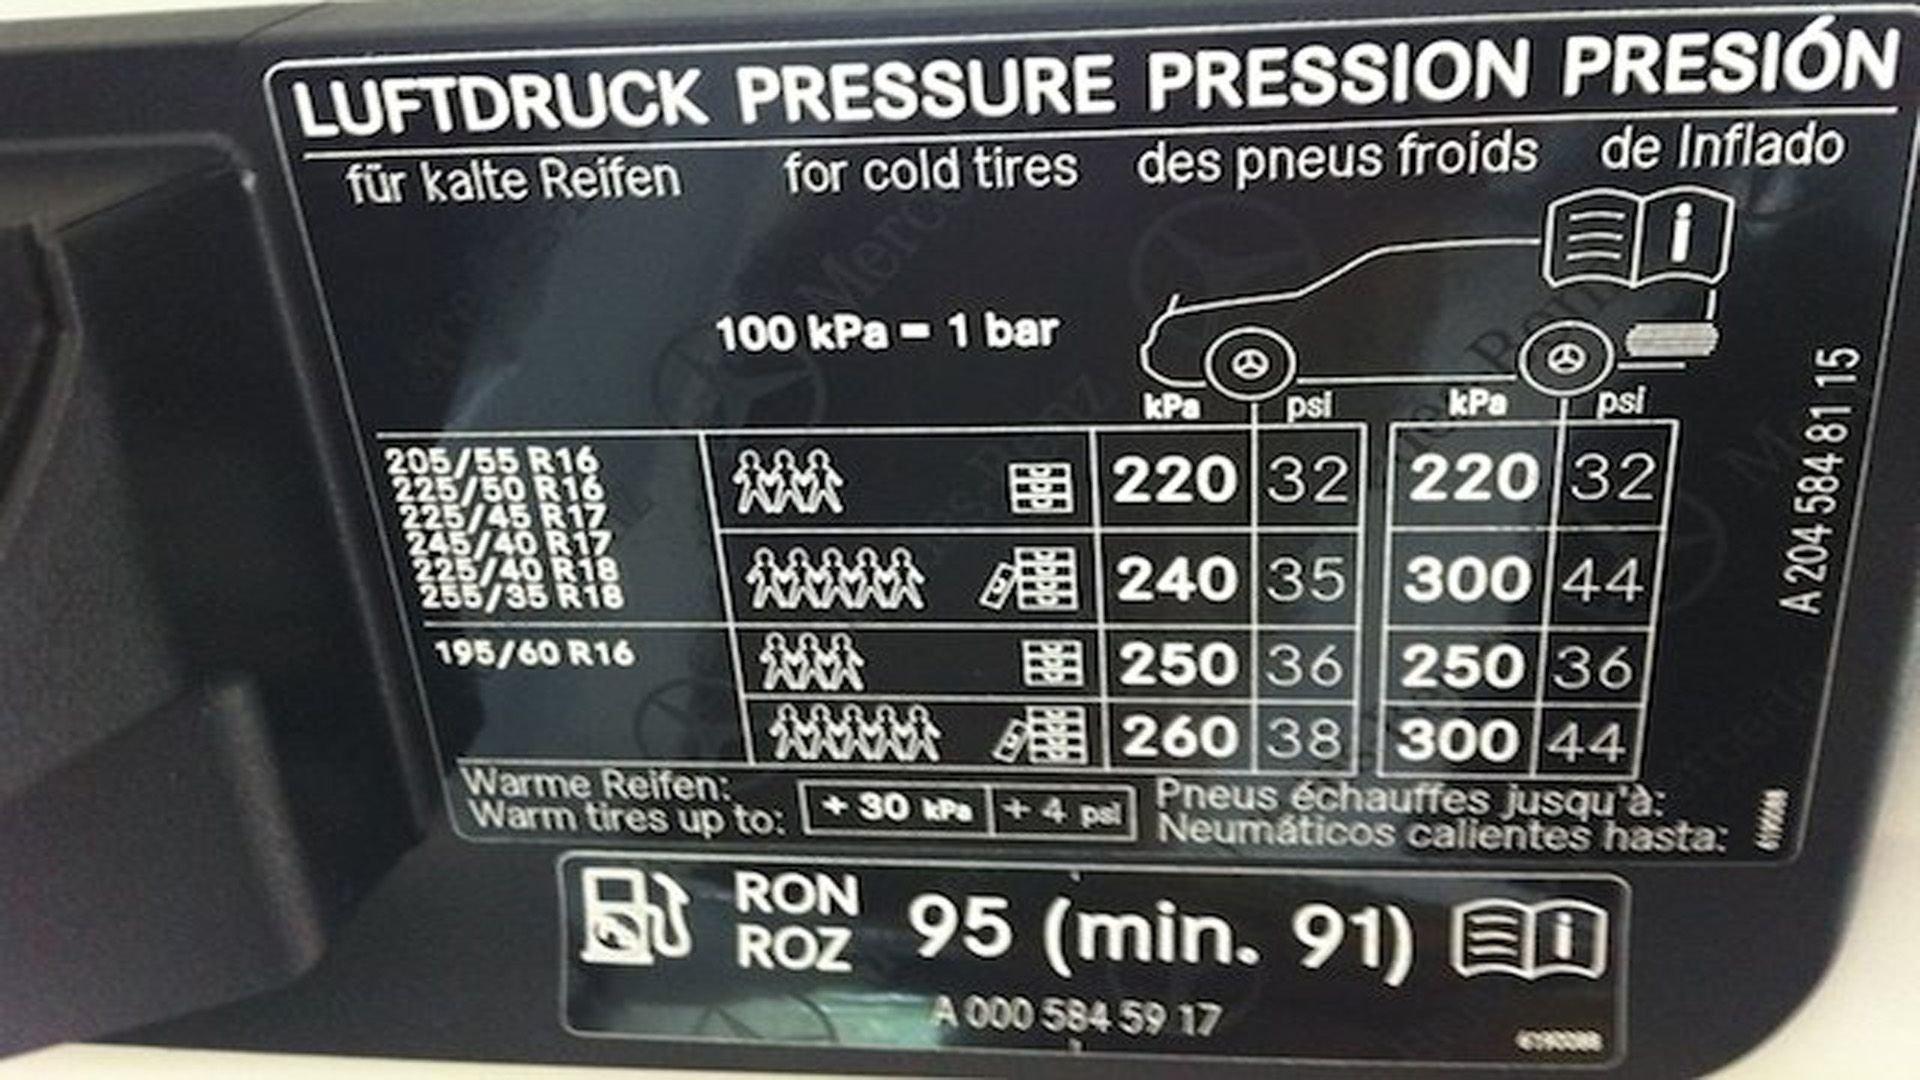 LUFTDRUCK PRESSURE PRESSION PRESIÓN
für kalte Reifen for cold tires des pneus froids de Inflado
100 kPa = 1 bar
kPa psi kPa psi
205/55 R16
225/50 R16
225/45 R17
245/40 R17
225/40 R18
255/35 R18
220 32 220 32
240 35 300 44
195/60 R16
250 36 250 36
260 38 300 44
A 204 584 81 15
Warme Reifen:
Warm tires up to:
+ 30 kPa + 4 psi
Pneus échauffes jusqu'à:
Neumáticos calientes hasta:
RON
ROZ
95 (min. 91)
A 000 584 59 17